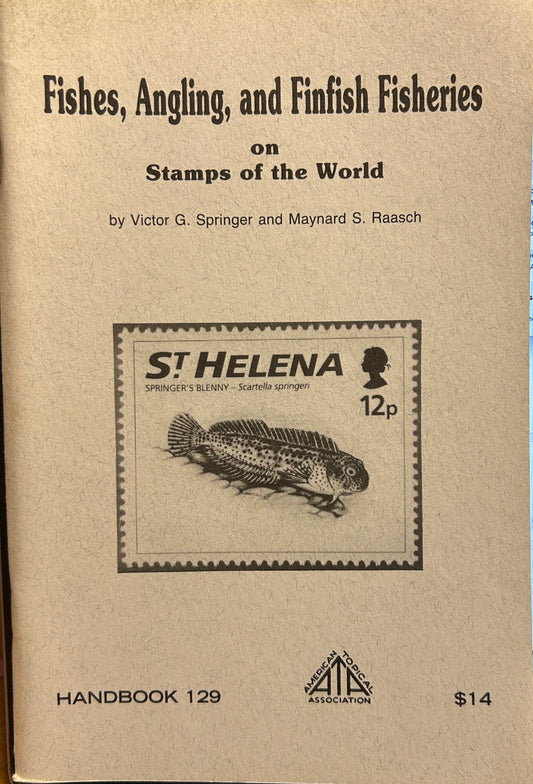 Fishes, Angling, and Finfish Fisheries
on
Stamps of the World
by Victor G. Springer and Maynard S. Raasch
ST. HELENA
SPRINGER'S BLENNY – Scartella springeri
12p
HANDBOOK 129
AMERICAN TOPICAL
ATA
ASSOCIATION
$14